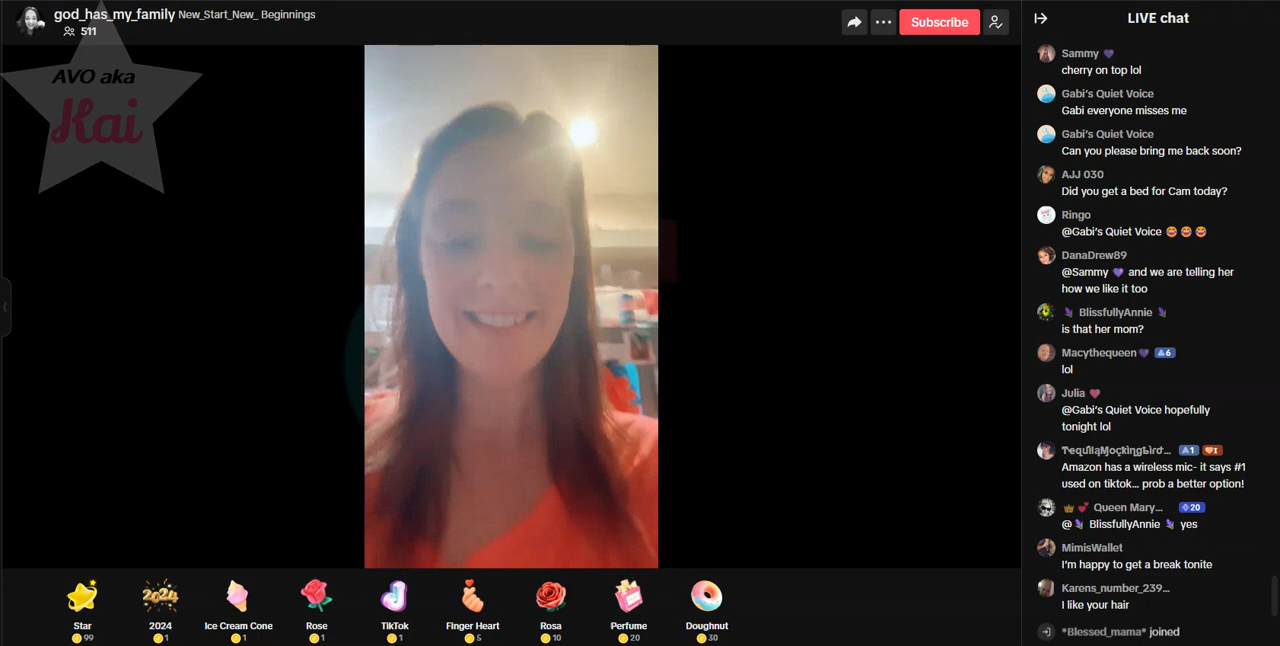 god_has_my_family New_Start_New_ Beginnings
511
Subscribe
AVO aka
Kai
LIVE chat
Sammy 💜
cherry on top lol
Gabi's Quiet Voice
Gabi everyone misses me
Gabi's Quiet Voice
Can you please bring me back soon?
AJJ 030
Did you get a bed for Cam today?
Ringo
@Gabi's Quiet Voice
DanaDrew89
@Sammy 💜 and we are telling her
how we like it too
BlissfullyAnnie
is that her mom?
Macythequeen💜 6
lol
Julia
@Gabi's Quiet Voice hopefully
tonight lol
1 I
Amazon has a wireless mic- it says #1
used on tiktok... prob a better option!
Queen Mary... 20
@ BlissfullyAnnie yes
MimisWallet
I'm happy to get a break tonite
Karens_number_239...
I like your hair
*Blessed_mama* joined
2024
Star
99
2024
1
Ice Cream Cone
1
Rose
1
TikTok
1
Finger Heart
5
Rosa
10
Perfume
20
Doughnut
30